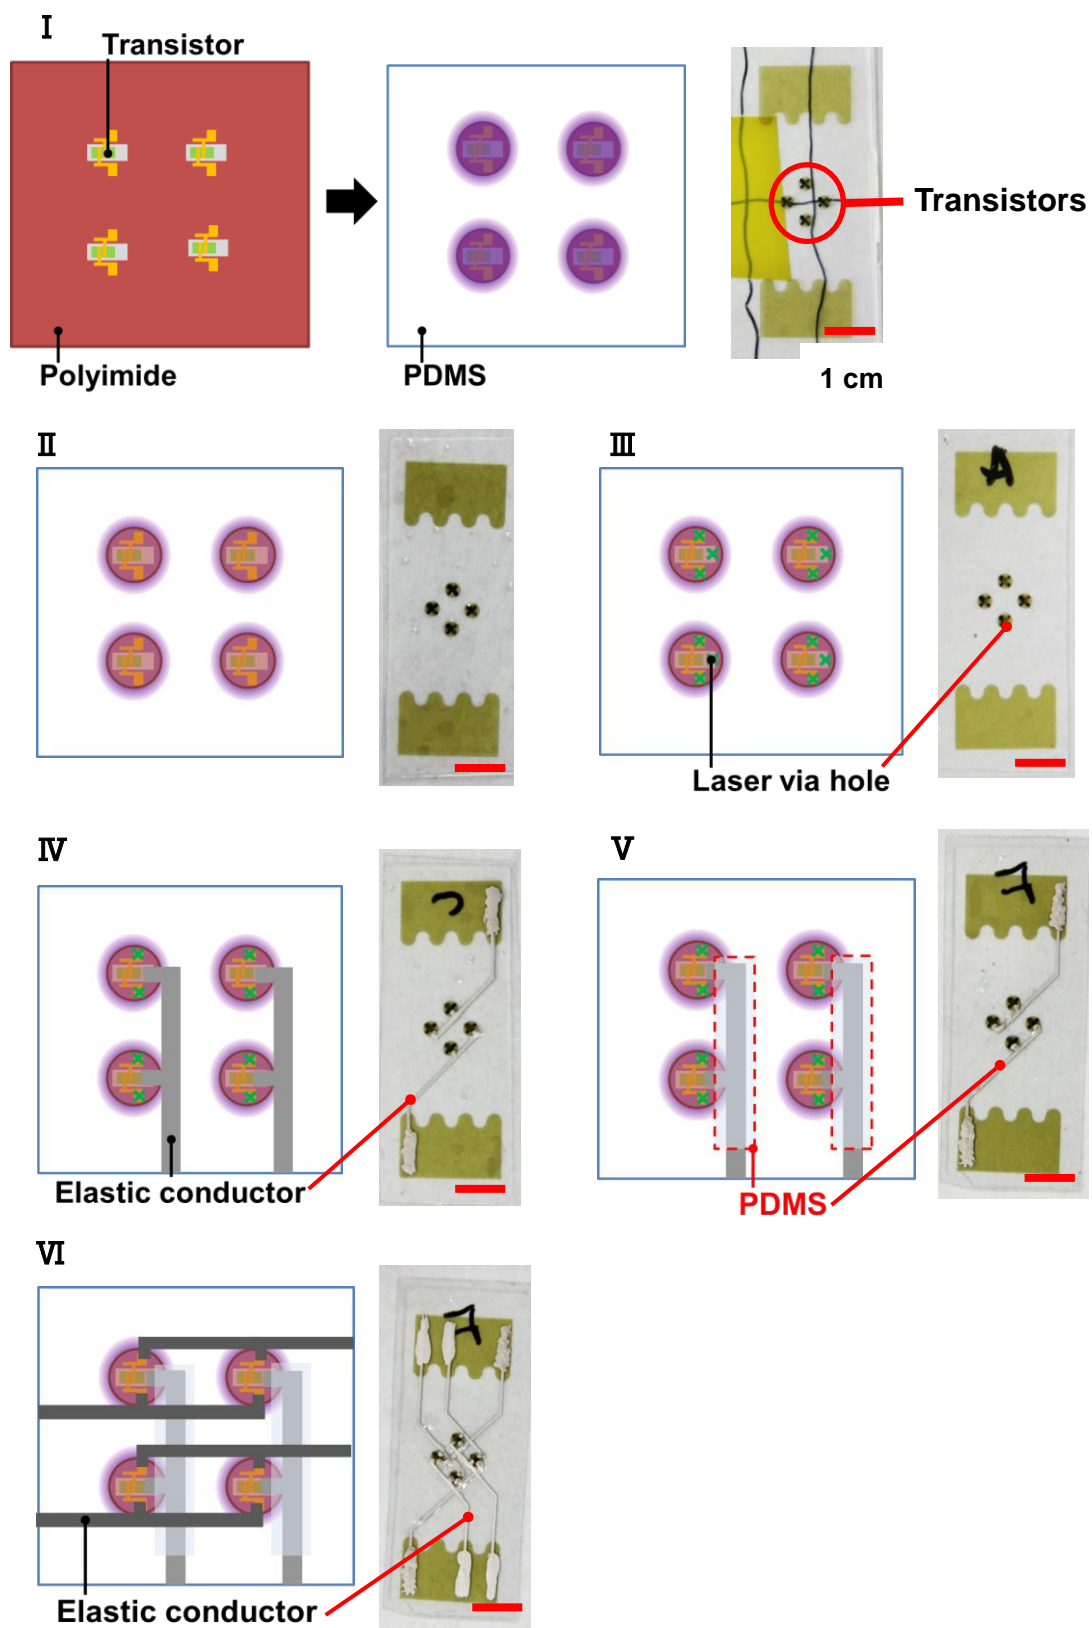 Ⅰ
Transistor
Transistors
Polyimide
PDMS
1 cm
Ⅱ
Ⅲ
A
Laser via hole
Ⅳ
Ⅴ
Elastic conductor
PDMS
Ⅵ
Elastic conductor